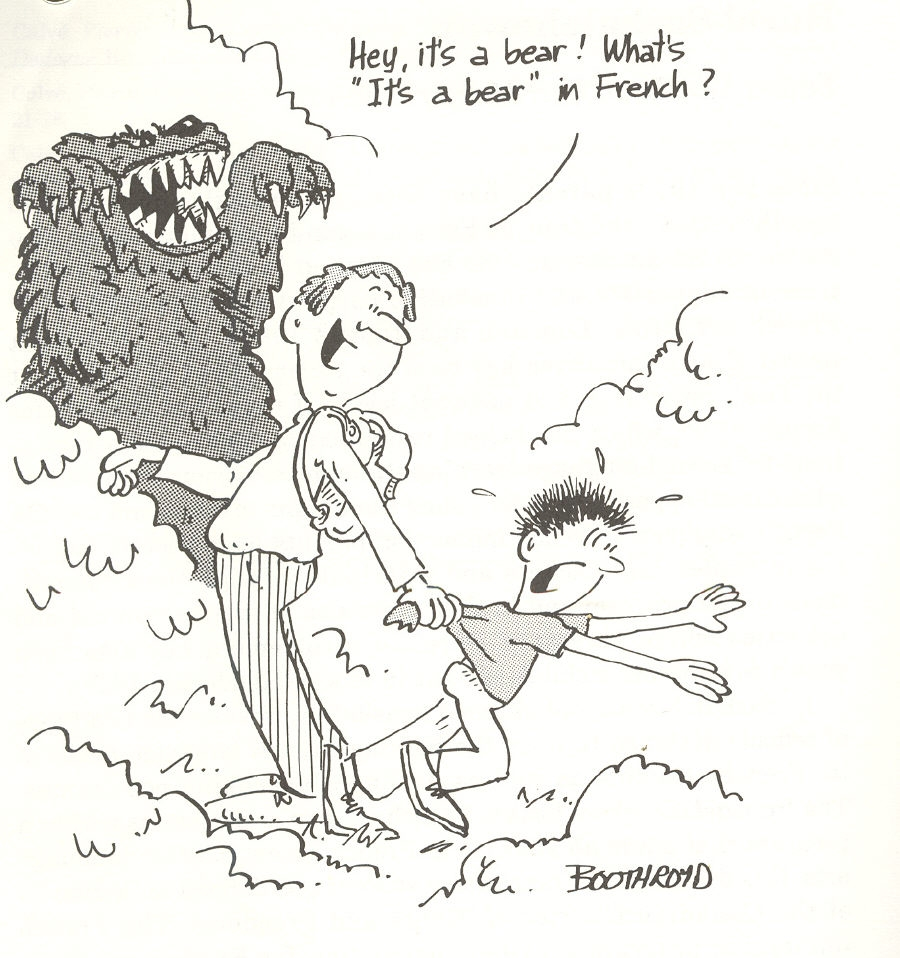 Hey, it's a bear! What's
"It's a bear" in French?
BOOTHROYD